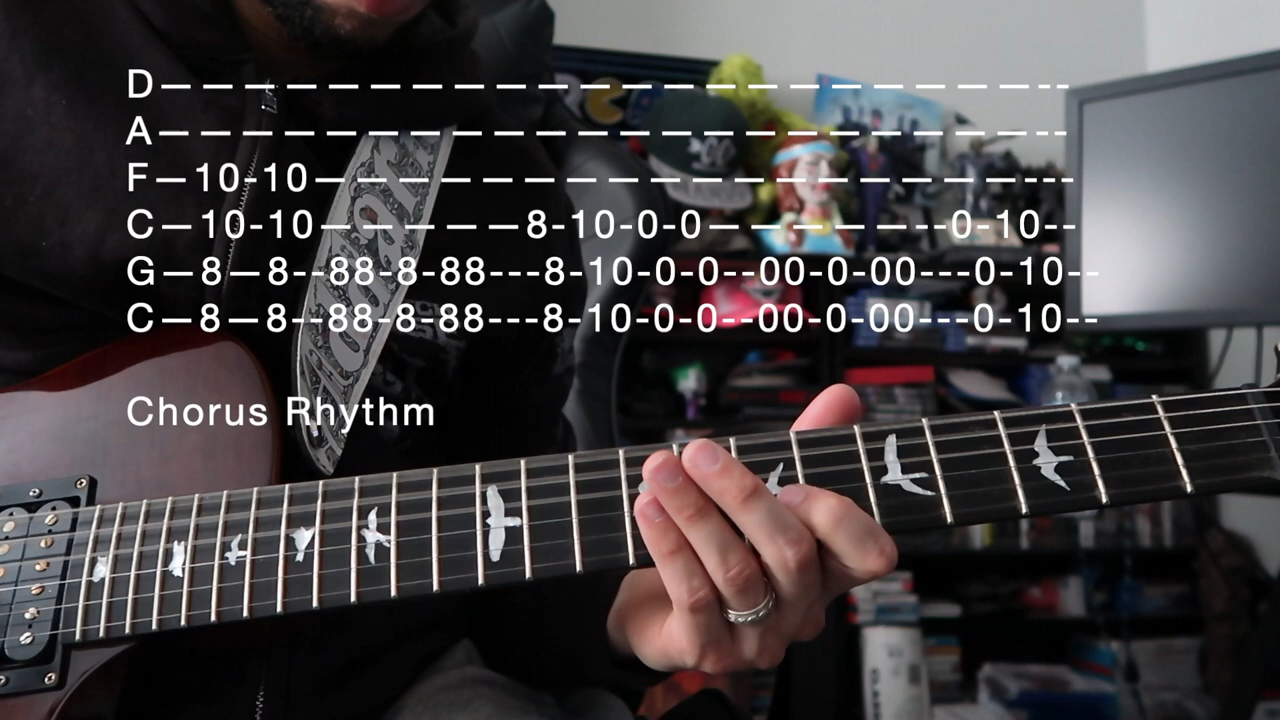 D— — — — — — — — — — — — — — — — — — — — — ---
A— — — — — — — — — — — — — — — — — — — — — ---
F—10-10— — — — — — — — — — — — — — — — — ---
C—10-10— — — — —8-10-0-0— — — — — ---0-10--
G—8—8--88-8-88---8-10-0-0--00-0-00---0-10--
C—8—8--88-8-88---8-10-0-0--00-0-00---0-10--
Chorus Rhythm